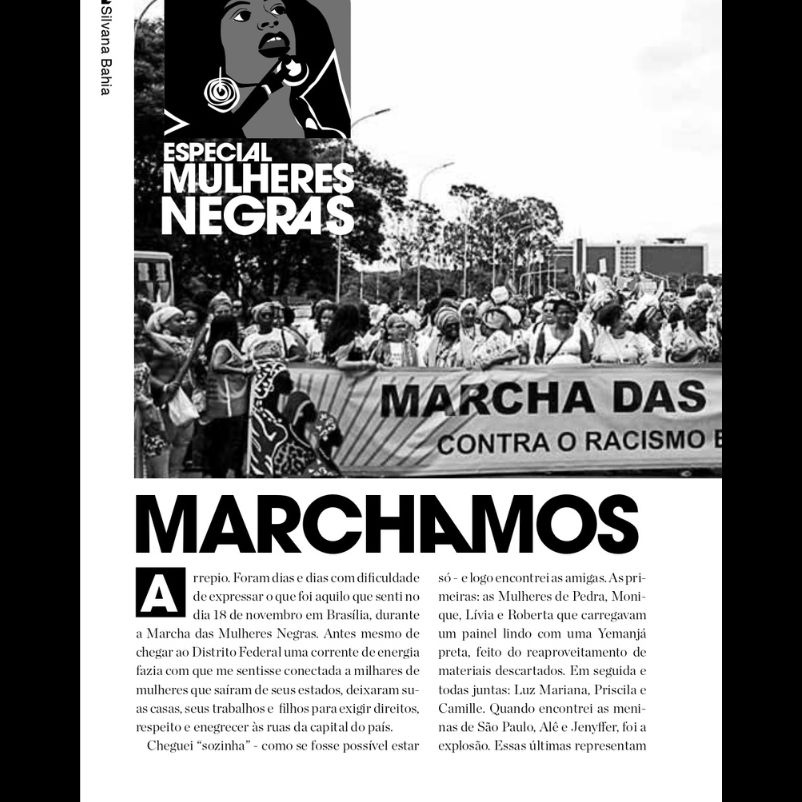 Silvana Bahia
ESPECIAL
MULHERES
NEGRAS
MARCHA DAS
CONTRA O RACISMO E
MARCHAMOS
Arrepio. Foram dias e dias com dificuldade
de expressar o que foi aquilo que senti no
dia 18 de novembro em Brasília, durante
a Marcha das Mulheres Negras. Antes mesmo de
chegar ao Distrito Federal uma corrente de energia
fazia com que me sentisse conectada a milhares de
mulheres que saíram de seus estados, deixaram su-
as casas, seus trabalhos e filhos para exigir direitos,
respeito e enegrecer às ruas da capital do país.
Cheguei “sozinha” - como se fosse possível estar
só - e logo encontrei as amigas. As pri-
meiras: as Mulheres de Pedra, Moni-
que, Lívia e Roberta que carregavam
um painel lindo com uma Yemanjá
preta, feito do reaproveitamento de
materiais descartados. Em seguida e
todas juntas: Luz Mariana, Priscila e
Camille. Quando encontrei as meni-
nas de São Paulo, Alê e Jenyffer, foi a
explosão. Essas últimas representam